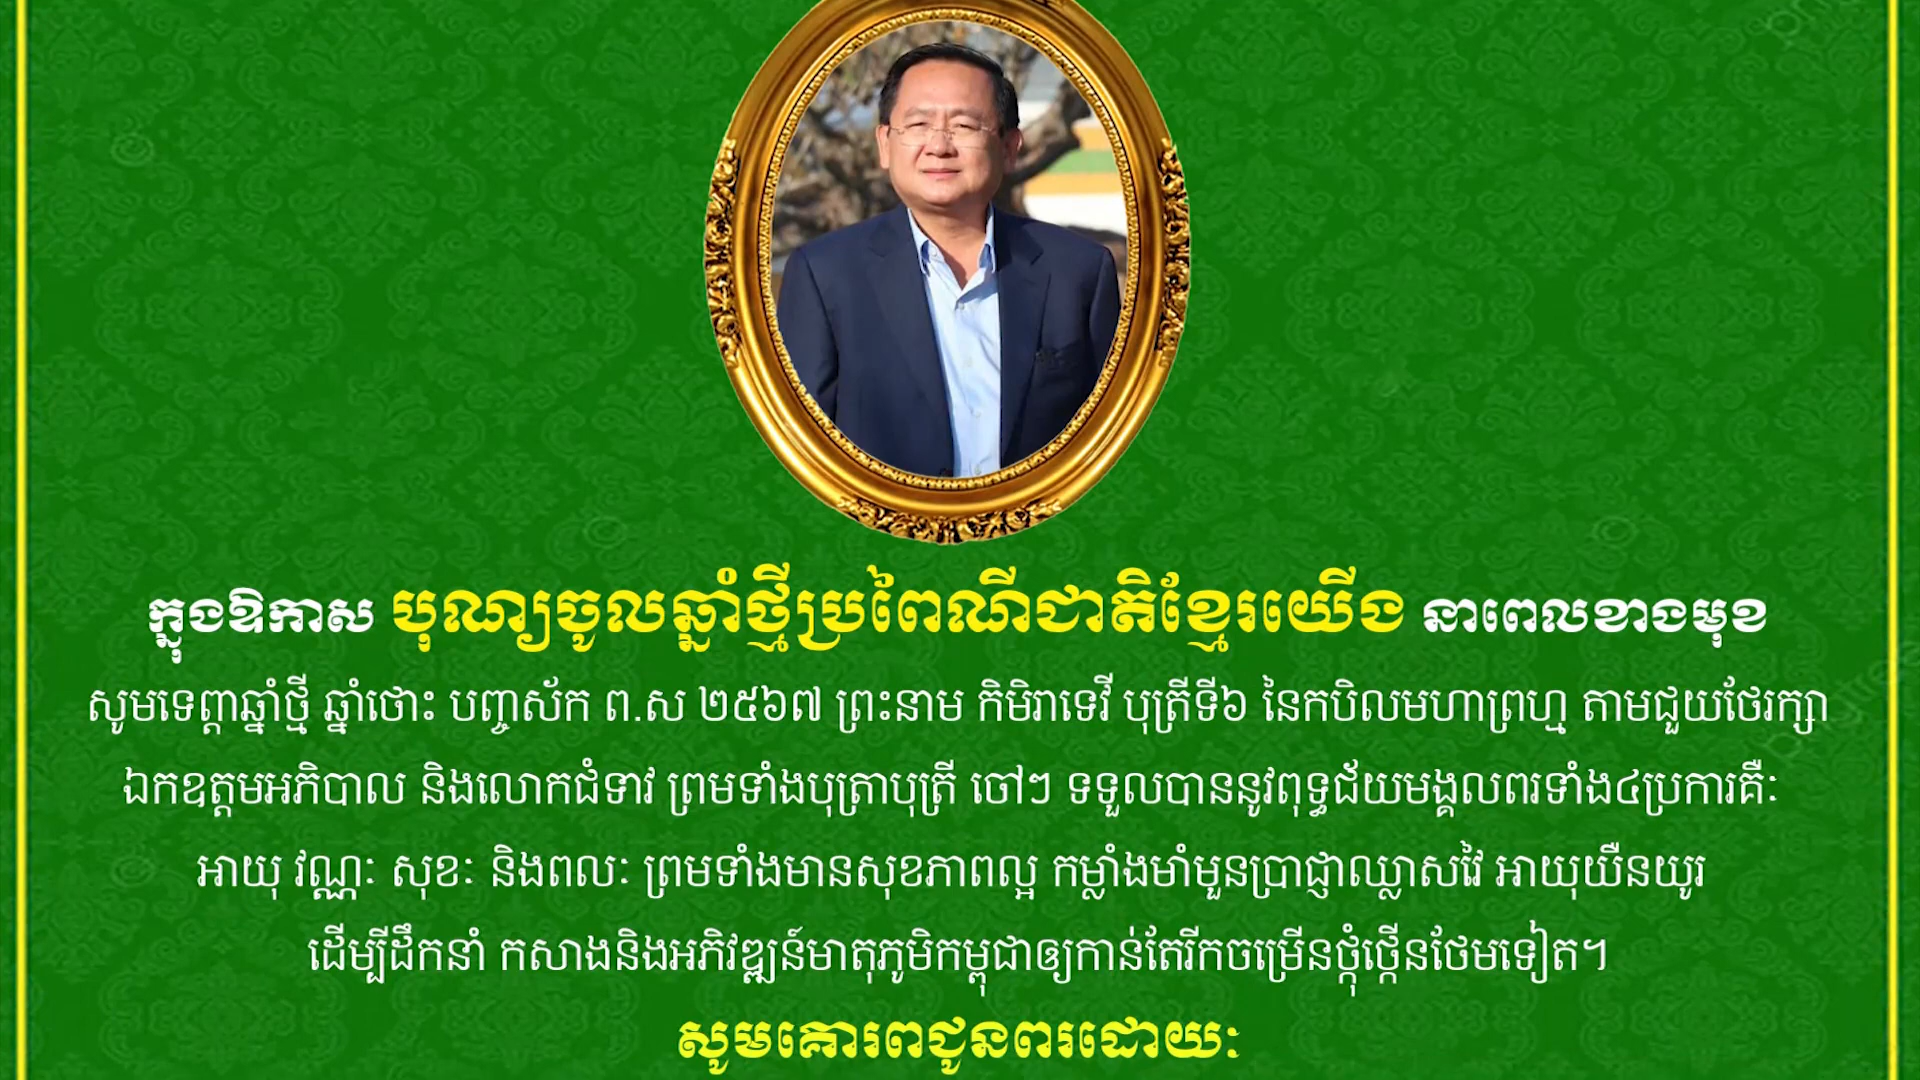 ក្នុងឱកាស បុណ្យចូលឆ្នាំថ្មីប្រពៃណីជាតិខ្មែរយើង នាពេលខាងមុខ
សូមទេព្តាឆ្នាំថ្មី ឆ្នាំថោះ បញ្ចស័ក ព.ស ២៥៦៧ ព្រះនាម កិមិរាទេវី បុត្រីទី៦ នៃកបិលមហាព្រហ្ម តាមជួយថែរក្សា
ឯកឧត្តមអភិបាល និងលោកជំទាវ ព្រមទាំងបុត្រាបុត្រី ចៅៗ ទទួលបាននូវពុទ្ធជ័យមង្គលពរទាំង៤ប្រការគឺៈ
អាយុ វណ្ណៈ សុខៈ និងពលៈ ព្រមទាំងមានសុខភាពល្អ កម្លាំងមាំមួនប្រាជ្ញាឈ្លាសវៃ អាយុយឺនយូរ
ដើម្បីដឹកនាំ កសាងនិងអភិវឌ្ឍន៍មាតុភូមិកម្ពុជាឲ្យកាន់តែរីកចម្រើនថ្កុំថ្កើនថែមទៀត។
សូមគោរពជូនពរដោយៈ